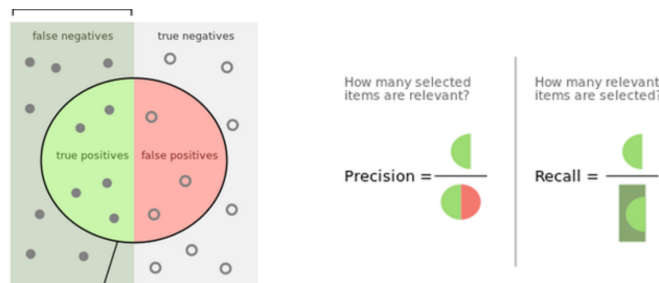 false negatives
true negatives
true positives
false positives
How many selected
items are relevant?
Precision =
How many relevant
items are selected?
Recall =